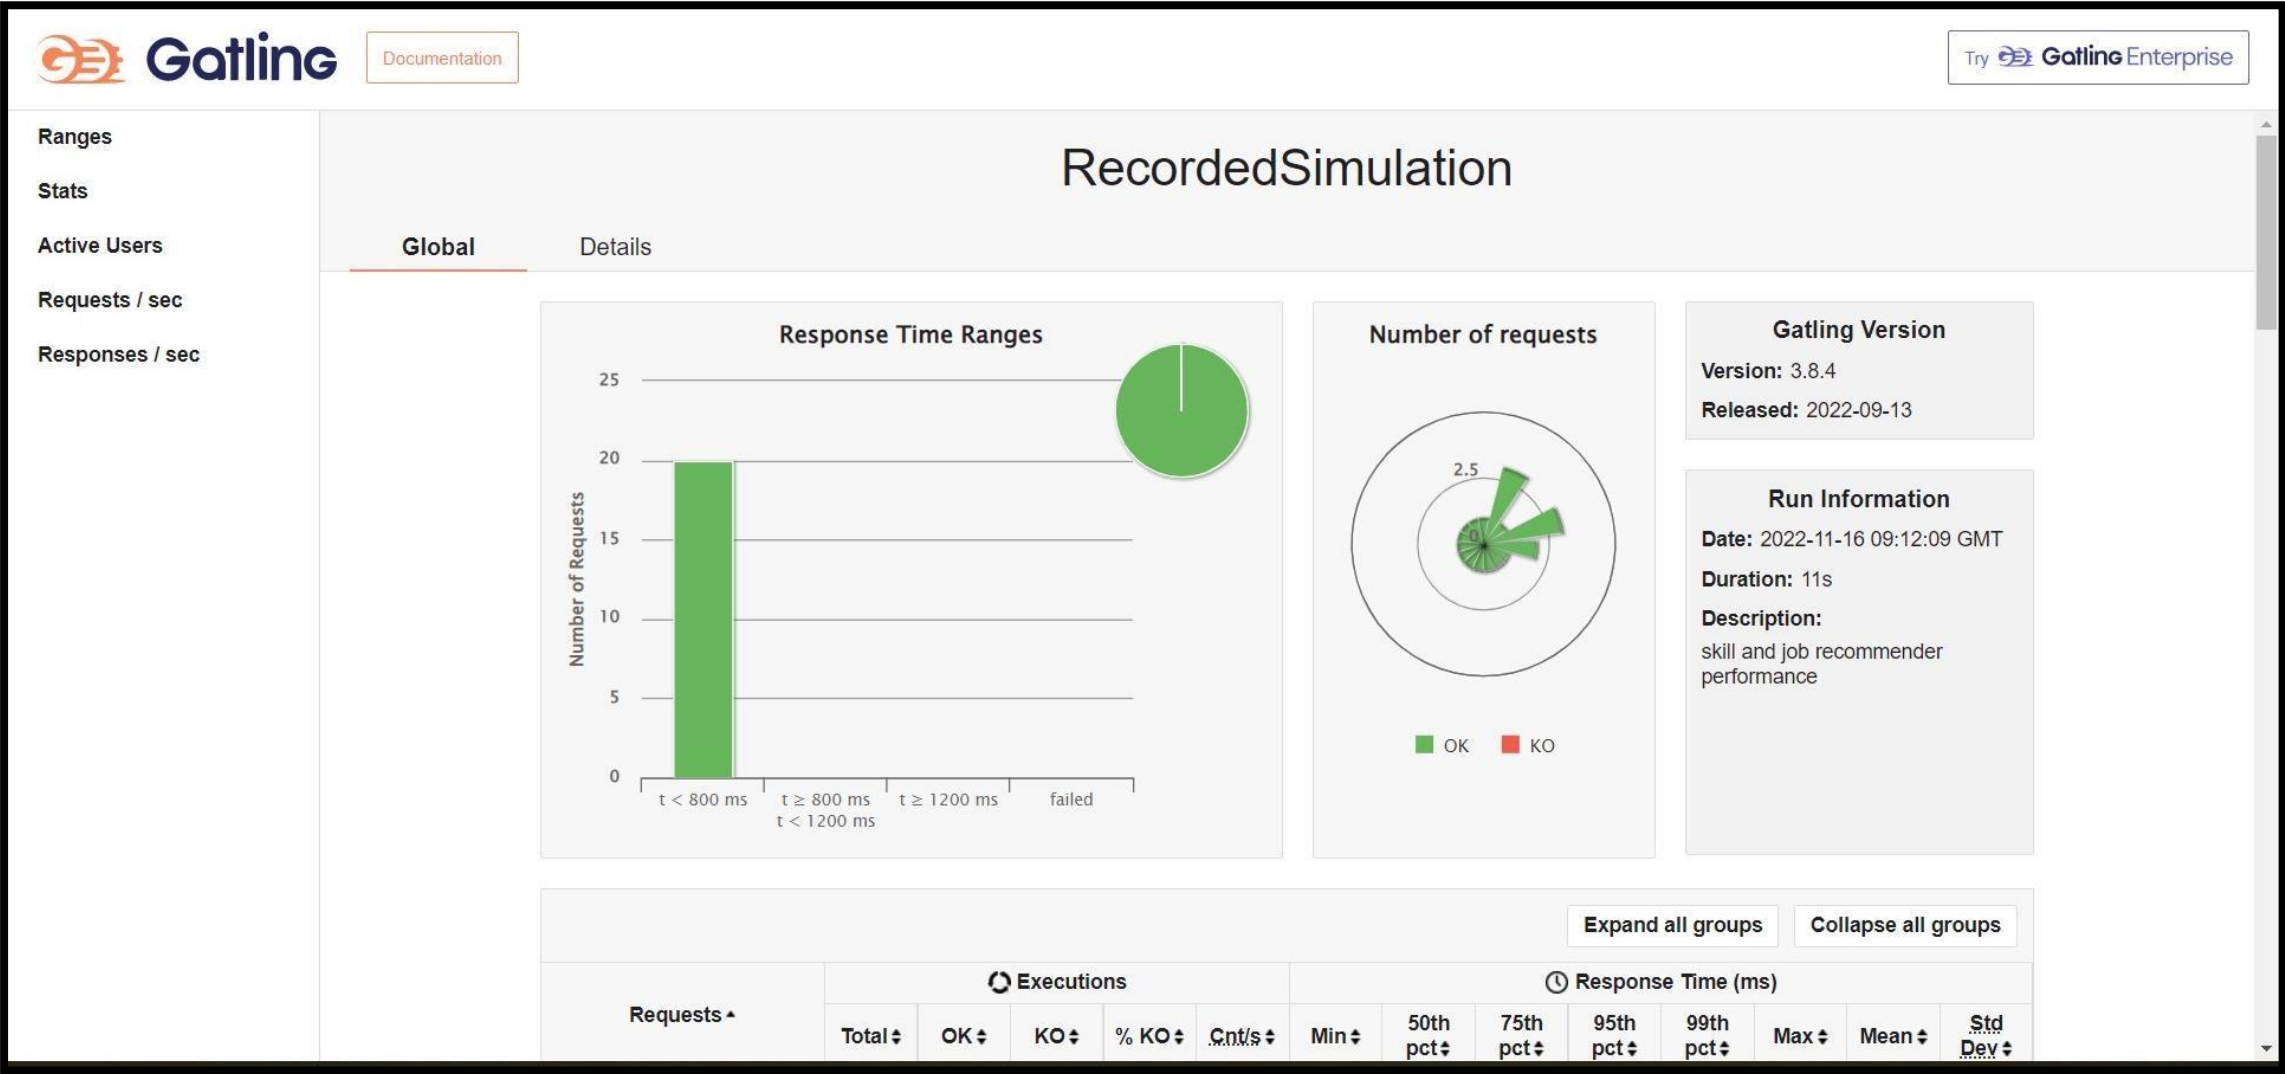 Gatling
Documentation
Try Gatling Enterprise
Ranges
Stats
Active Users
Requests / sec
Responses / sec
RecordedSimulation
Global Details
Response Time Ranges
25
20
15
10
5
0
Number of Requests
t < 800 ms
t ≥ 800 ms
t < 1200 ms
t ≥ 1200 ms
failed
Number of requests
2.5
0
OK KO
Gatling Version
Version: 3.8.4
Released: 2022-09-13
Run Information
Date: 2022-11-16 09:12:09 GMT
Duration: 11s
Description:
skill and job recommender
performance
Expand all groups Collapse all groups
Requests
Executions
Response Time (ms)
Total OK KO % KO Cnt/s Min
50th
pct
75th
pct
95th
pct
99th
pct
Max Mean
Std
Dev